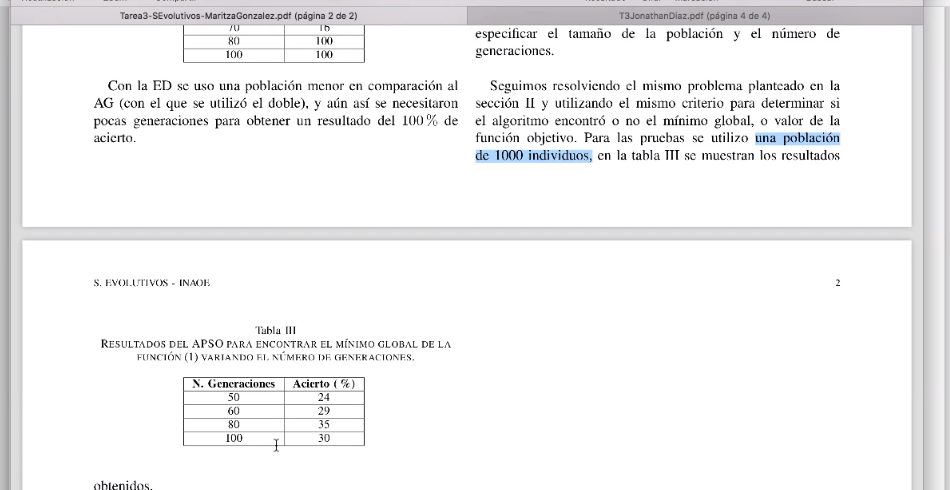 Tarea3-SEvolutivos-MaritzaGonzalez.pdf (página 2 de 2)
T3JonathanDiaz.pdf (página 4 de 4)
70 16
80 100
100 100
Con la ED se uso una población menor en comparación al
AG (con el que se utilizó el doble), y aún así se necesitaron
pocas generaciones para obtener un resultado del 100 % de
acierto.
especificar el tamaño de la población y el número de
generaciones.
Seguimos resolviendo el mismo problema planteado en la
sección II y utilizando el mismo criterio para determinar si
el algoritmo encontró o no el mínimo global, o valor de la
función objetivo. Para las pruebas se utilizo una población
de 1000 individuos, en la tabla III se muestran los resultados
S. EVOLUTIVOS - INAOE
2
Tabla III
RESULTADOS DEL APSO PARA ENCONTRAR EL MÍNIMO GLOBAL DE LA
FUNCIÓN (1) VARIANDO EL NÚMERO DE GENERACIONES.
N. Generaciones Acierto ( %)
50 24
60 29
80 35
100 30
obtenidos.